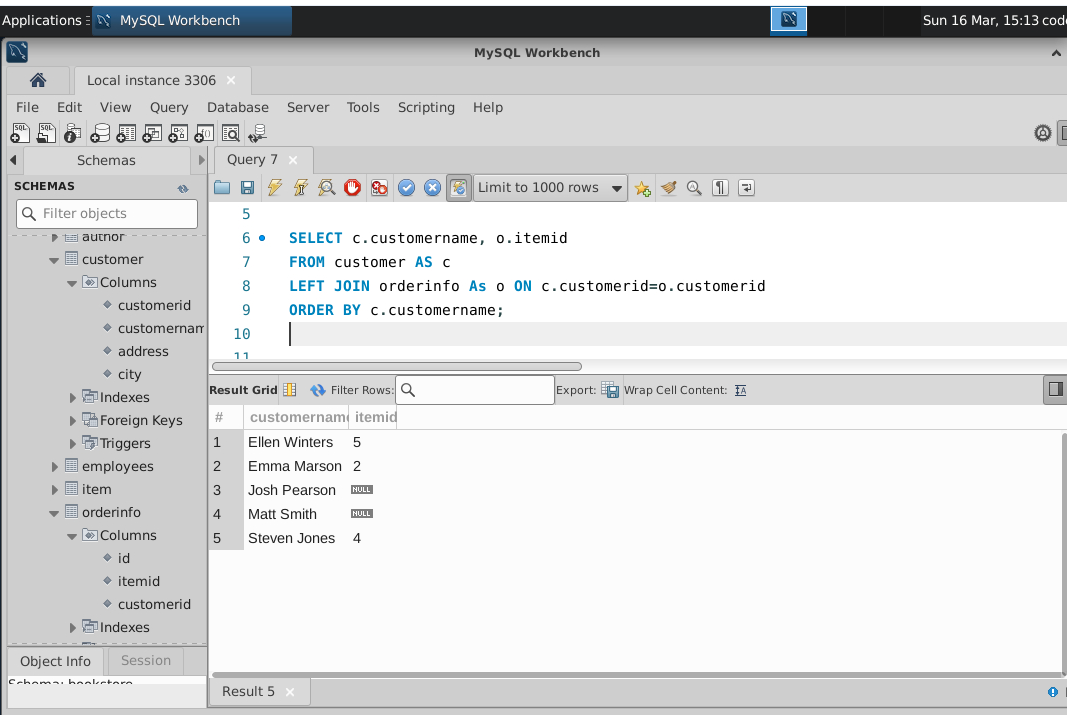 Applications MySQL Workbench Sun 16 Mar, 15:13
MySQL Workbench
Local instance 3306
File Edit View Query Database Server Tools Scripting Help
Schemas
Query 7
SCHEMAS
Limit to 1000 rows
Filter objects
author
customer
Columns
customerid
customernam
address
city
Indexes
Foreign Keys
Triggers
employees
item
orderinfo
Columns
id
itemid
customerid
Indexes
Object Info Session
Schema: bookstore
5
6 SELECT c.customername, o.itemid
7 FROM customer AS c
8 LEFT JOIN orderinfo As o ON c.customerid=o.customerid
9 ORDER BY c.customername;
10
11
Result Grid Filter Rows: Export: Wrap Cell Content:
# customername itemid
1 Ellen Winters 5
2 Emma Marson 2
3 Josh Pearson NULL
4 Matt Smith NULL
5 Steven Jones 4
Result 5